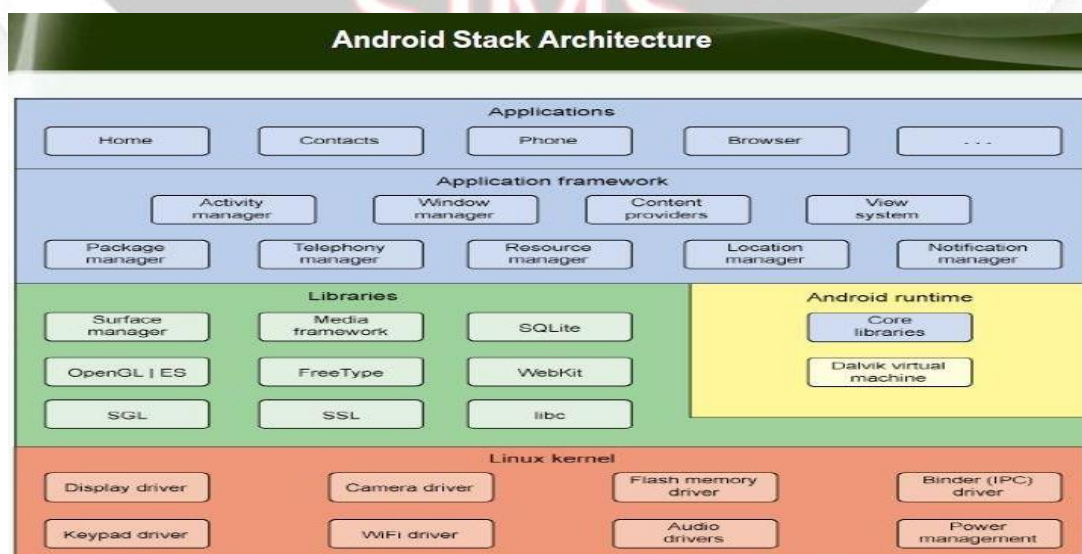 SIMS
Android Stack Architecture
Applications
Home
Contacts
Phone
Browser
...
Application framework
Activity
manager
Window
manager
Content
providers
View
system
Package
manager
Telephony
manager
Resource
manager
Location
manager
Notification
manager
Libraries
Surface
manager
Media
framework
SQLite
OpenGL | ES
FreeType
WebKit
SGL
SSL
libc
Android runtime
Core
libraries
Dalvik virtual
machine
Linux kernel
Display driver
Camera driver
Flash memory
driver
Binder (IPC)
driver
Keypad driver
WiFi driver
Audio
drivers
Power
management